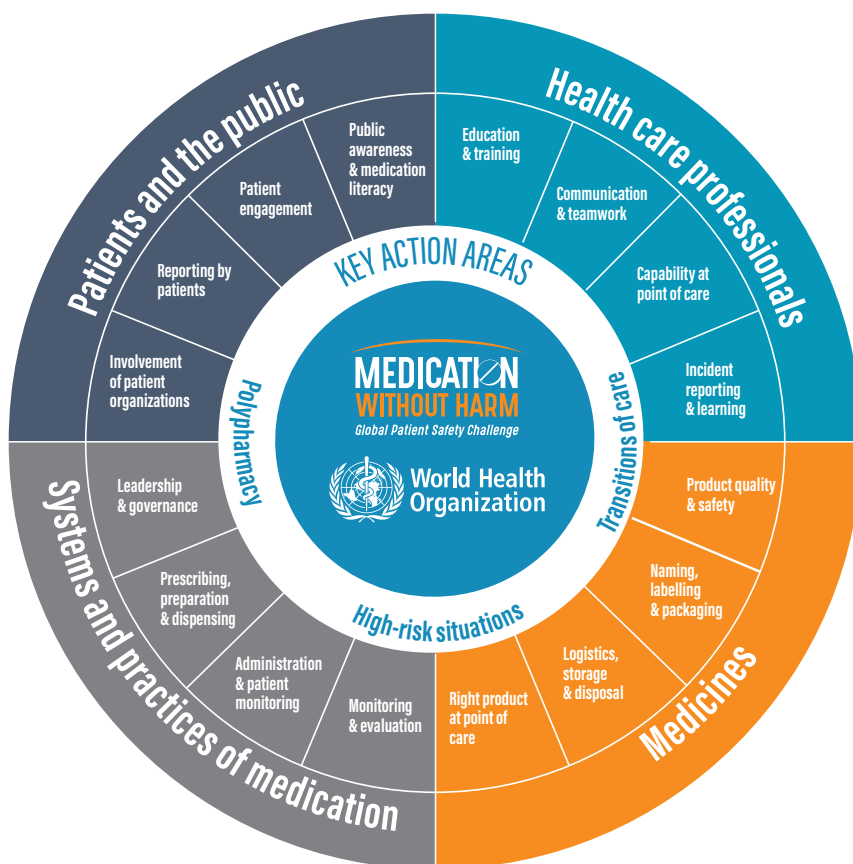 Patients and the public
Public
awareness
& medication
literacy
Patient
engagement
Reporting by
patients
Involvement
of patient
organizations
Health care professionals
Education
& training
Communication
& teamwork
Capability at
point of care
Incident
reporting
& learning
KEY ACTION AREAS
Polypharmacy
Transitions of care
High-risk situations
MEDICATION
WITHOUT HARM
Global Patient Safety Challenge
World Health
Organization
Systems and practices of medication
Leadership
& governance
Prescribing,
preparation
& dispensing
Administration
& patient
monitoring
Monitoring
& evaluation
Medicines
Product quality
& safety
Naming,
labelling
& packaging
Logistics,
storage
& disposal
Right product
at point of
care